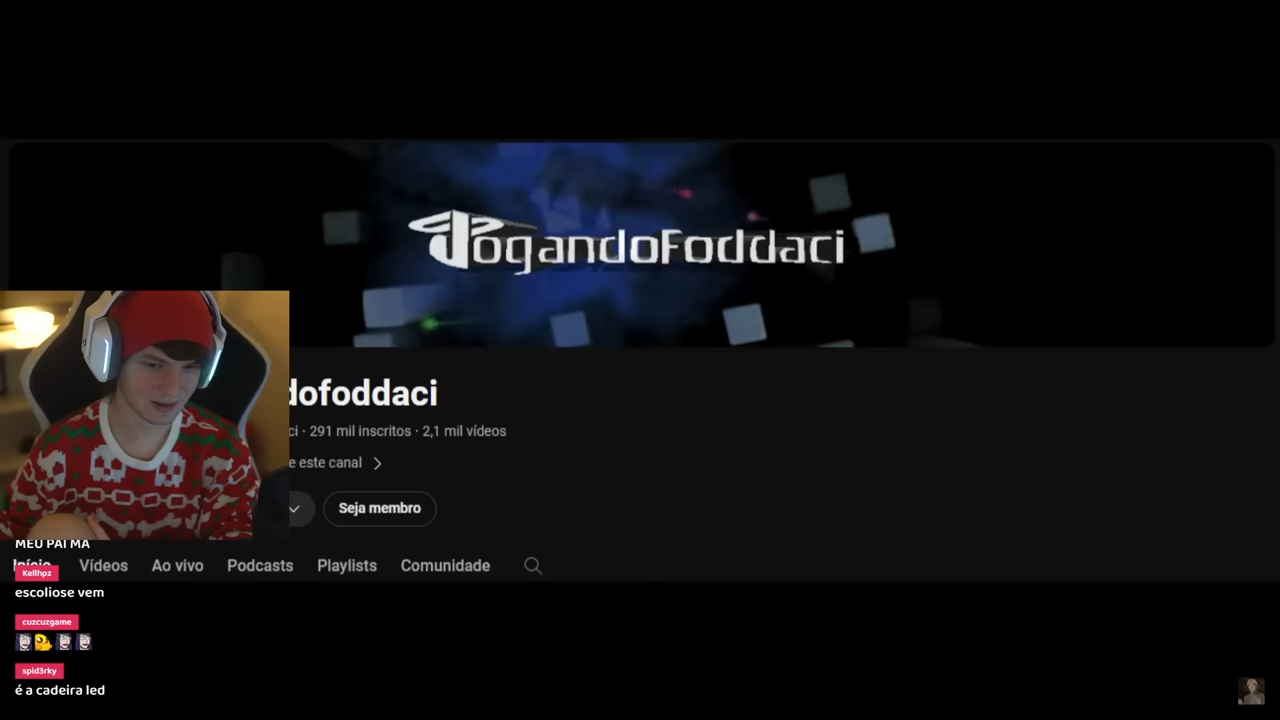 JogandoFoddaci
dofoddaci
ci · 291 mil inscritos · 2,1 mil vídeos
e este canal
Seja membro
Início Vídeos Ao vivo Podcasts Playlists Comunidade
MEU PAI MA
Kellhpz
escoliose vem
cuzcuzgame
spid3rky
é a cadeira led